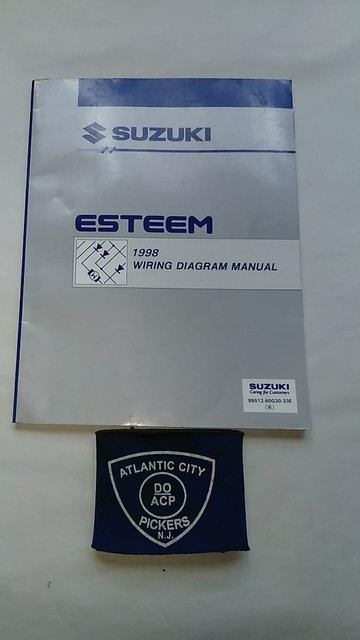 SUZUKI
ESTEEM
1998
WIRING DIAGRAM MANUAL
SUZUKI
Caring for Customers
99512-60G30-33E
ATLANTIC CITY
DO
ACP
PICKERS
N.J.